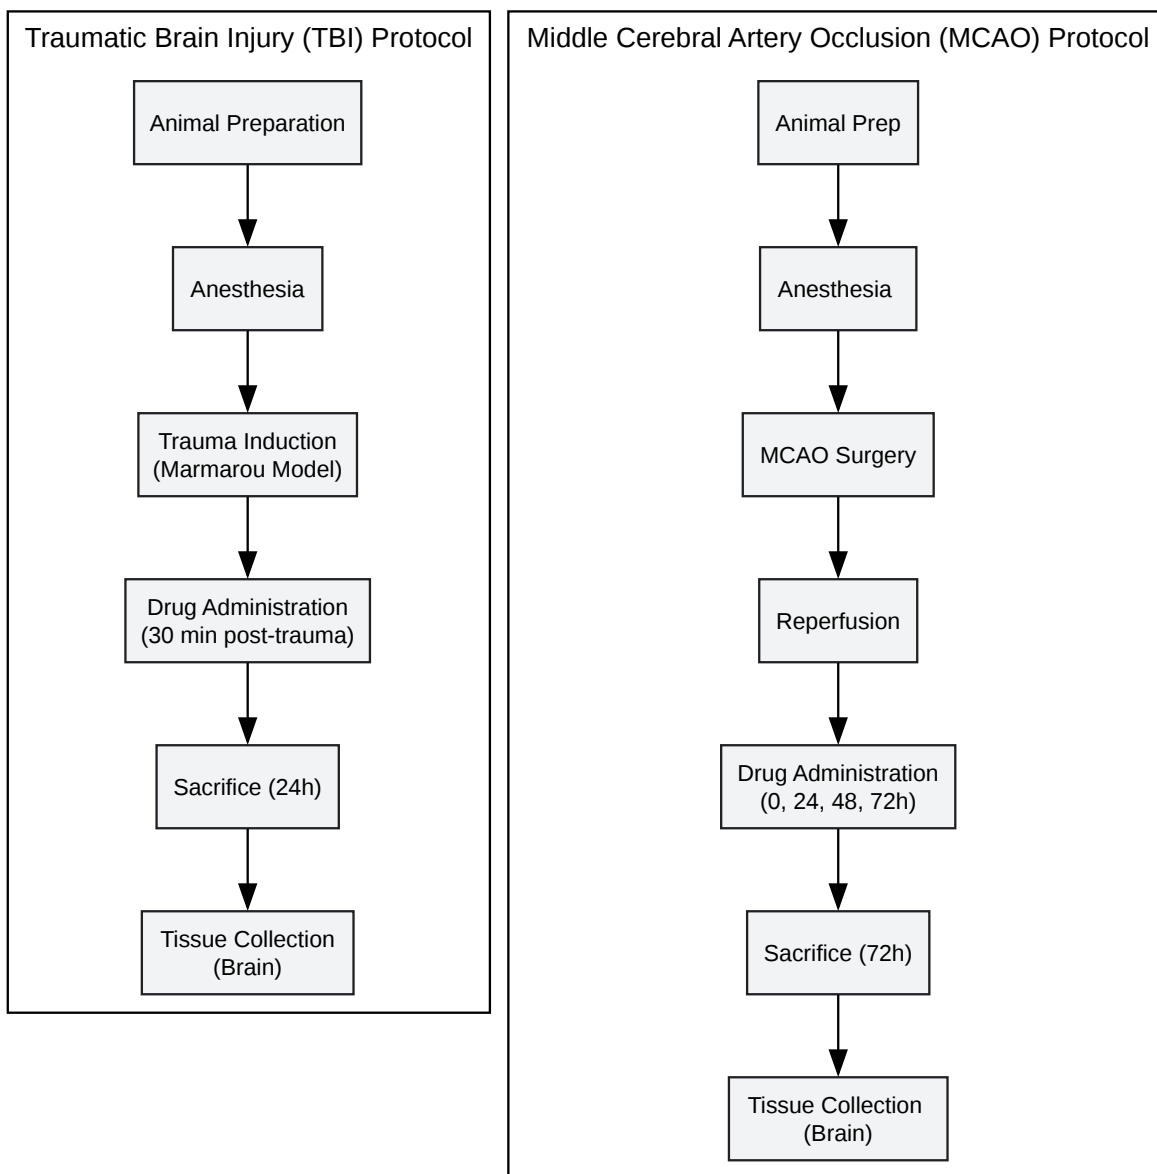 Traumatic Brain Injury (TBI) Protocol
Animal Preparation
Anesthesia
Trauma Induction
(Marmarou Model)
Drug Administration
(30 min post-trauma)
Sacrifice (24h)
Tissue Collection
(Brain)
Middle Cerebral Artery Occlusion (MCAO) Protocol
Animal Prep
Anesthesia
MCAO Surgery
Reperfusion
Drug Administration
(0, 24, 48, 72h)
Sacrifice (72h)
Tissue Collection
(Brain)